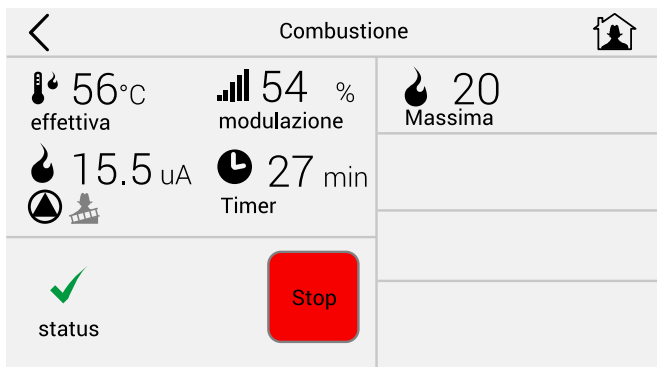 Combustione
56°C
effettiva
54 %
modulazione
20
Massima
15.5 uA
27 min
Timer
status
Stop